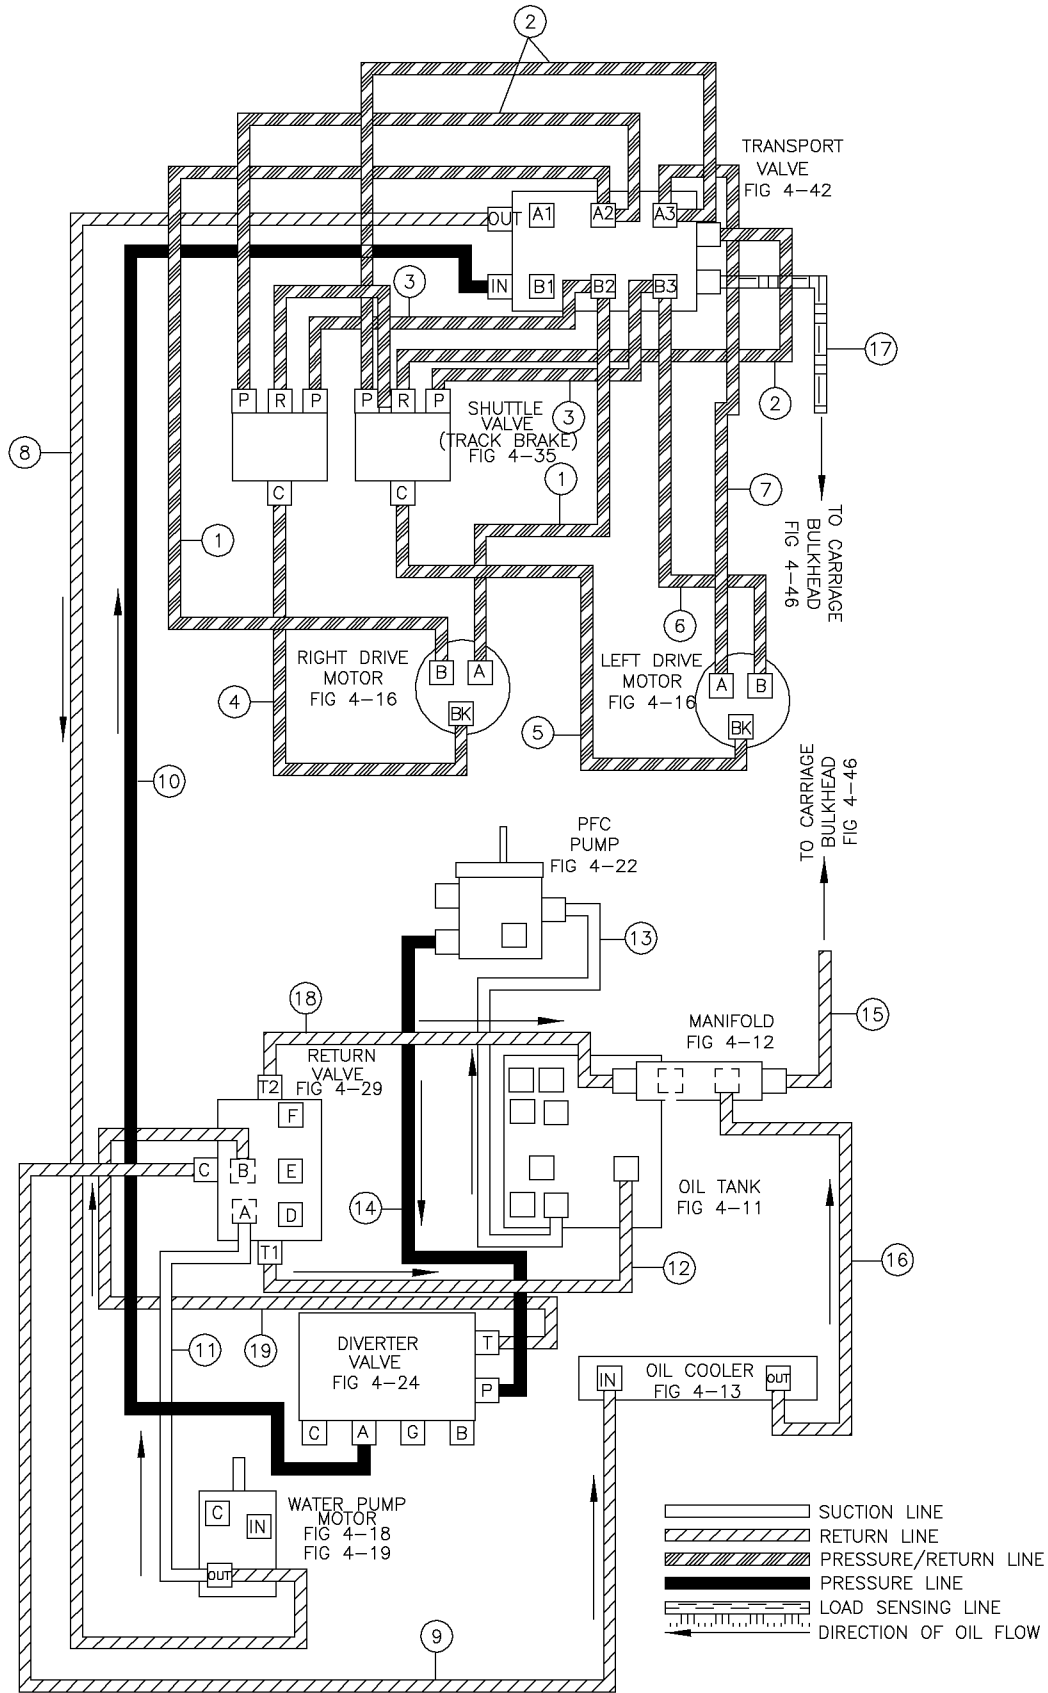 2
TRANSPORT
VALVE
FIG 4-42
OUT
A1
A2
A3
IN
B1
B2
B3
3
17
2
P
R
P
P
R
P
SHUTTLE
VALVE
(TRACK BRAKE)
FIG 4-35
3
8
C
C
1
7
1
TO CARRIAGE
BULKHEAD
FIG 4-46
6
RIGHT DRIVE
MOTOR
FIG 4-16
B
A
BK
LEFT DRIVE
MOTOR
FIG 4-16
A
B
BK
4
5
10
TO CARRIAGE
BULKHEAD
FIG 4-46
PFC
PUMP
FIG 4-22
13
18
15
MANIFOLD
FIG 4-12
RETURN
VALVE
FIG 4-29
T2
F
C
B
E
A
D
T1
14
OIL TANK
FIG 4-11
12
16
11
19
DIVERTER
VALVE
FIG 4-24
T
P
C
A
G
B
IN
OIL COOLER
FIG 4-13
OUT
C
IN
OUT
WATER PUMP
MOTOR
FIG 4-18
FIG 4-19
9
SUCTION LINE
RETURN LINE
PRESSURE/RETURN LINE
PRESSURE LINE
LOAD SENSING LINE
DIRECTION OF OIL FLOW